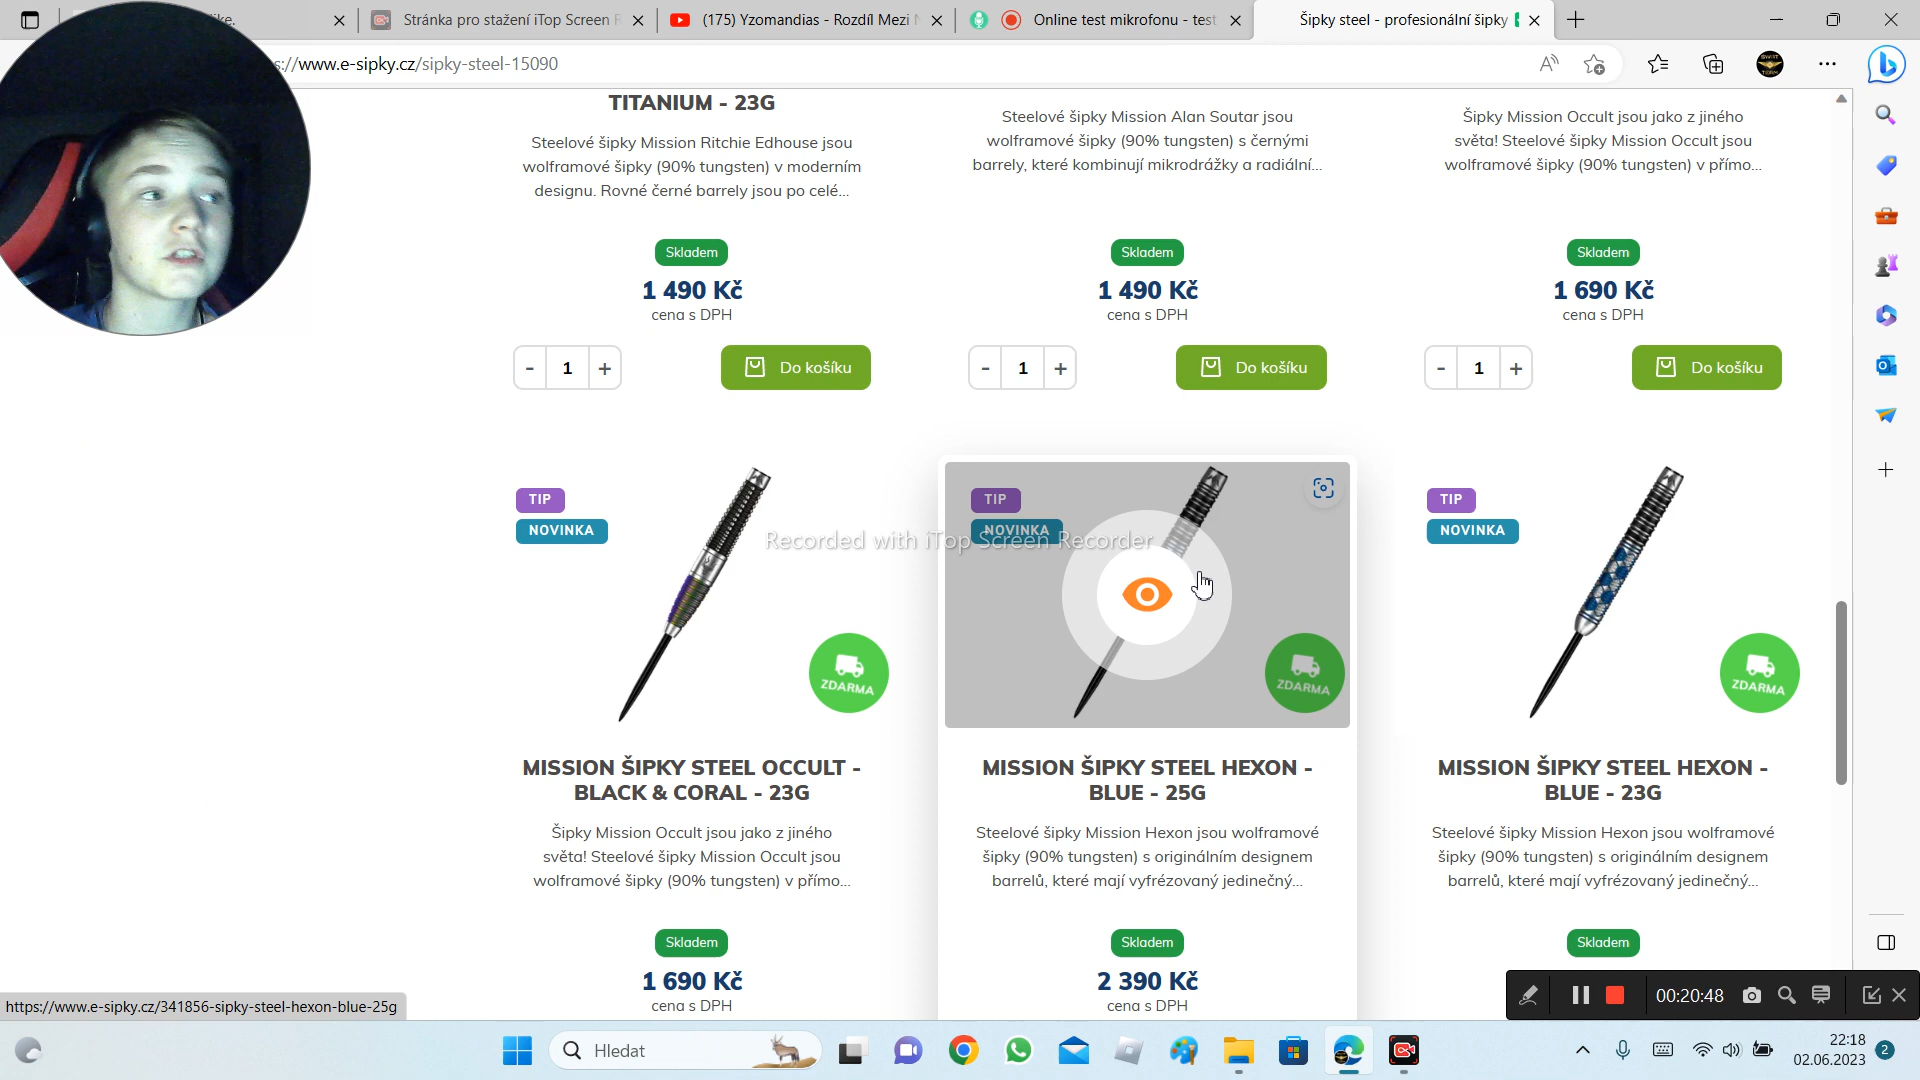 like.
Stránka pro stažení iTop Screen R
(175) Yzomandias - Rozdíl Mezi
Online test mikrofonu - test
Šipky steel - profesionální šipky
://www.e-sipky.cz/sipky-steel-15090
TITANIUM - 23G
Steelové šipky Mission Ritchie Edhouse jsou
wolframové šipky (90% tungsten) v moderním
designu. Rovné černé barrely jsou po celé...
Skladem
1 490 Kč
cena s DPH
- 1 +
Do košíku
Steelové šipky Mission Alan Soutar jsou
wolframové šipky (90% tungsten) s černými
barrely, které kombinují mikrodrážky a radiální...
Skladem
1 490 Kč
cena s DPH
- 1 +
Do košíku
Šipky Mission Occult jsou jako z jiného
světa! Steelové šipky Mission Occult jsou
wolframové šipky (90% tungsten) v přímo...
Skladem
1 690 Kč
cena s DPH
- 1 +
Do košíku
TIP
NOVINKA
ZDARMA
MISSION ŠIPKY STEEL OCCULT -
BLACK & CORAL - 23G
Šipky Mission Occult jsou jako z jiného
světa! Steelové šipky Mission Occult jsou
wolframové šipky (90% tungsten) v přímo...
Skladem
1 690 Kč
cena s DPH
TIP
NOVINKA
Recorded with iTop Screen Recorder
ZDARMA
MISSION ŠIPKY STEEL HEXON -
BLUE - 25G
Steelové šipky Mission Hexon jsou wolframové
šipky (90% tungsten) s originálním designem
barrelů, které mají vyfrézovaný jedinečný...
Skladem
2 390 Kč
cena s DPH
TIP
NOVINKA
ZDARMA
MISSION ŠIPKY STEEL HEXON -
BLUE - 23G
Steelové šipky Mission Hexon jsou wolframové
šipky (90% tungsten) s originálním designem
barrelů, které mají vyfrézovaný jedinečný...
Skladem
00:20:48
https://www.e-sipky.cz/341856-sipky-steel-hexon-blue-25g
Hledat
22:18
02.06.2023
2